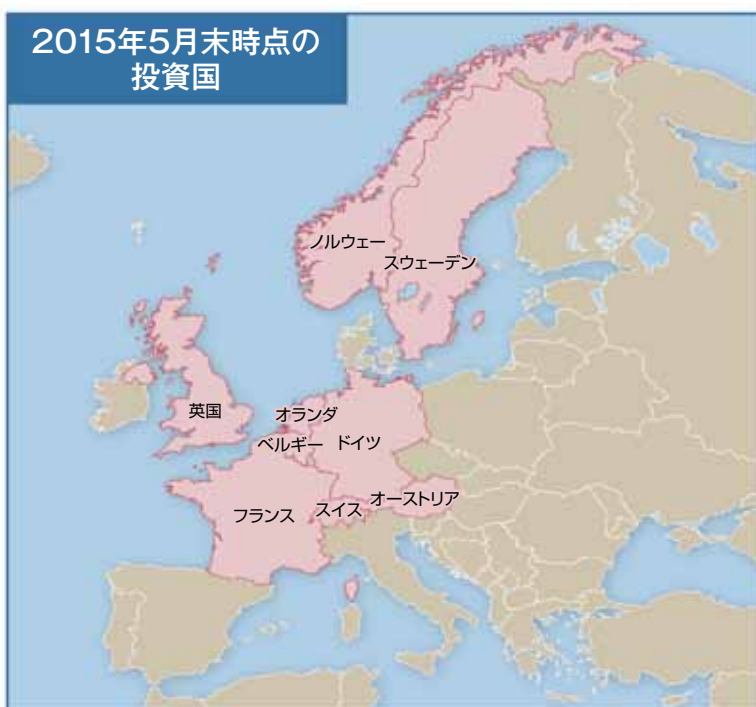 2015年5月末時点の
投資国
ノルウェー
スウェーデン
英国
オランダ
ベルギー
ドイツ
オーストリア
スイス
フランス